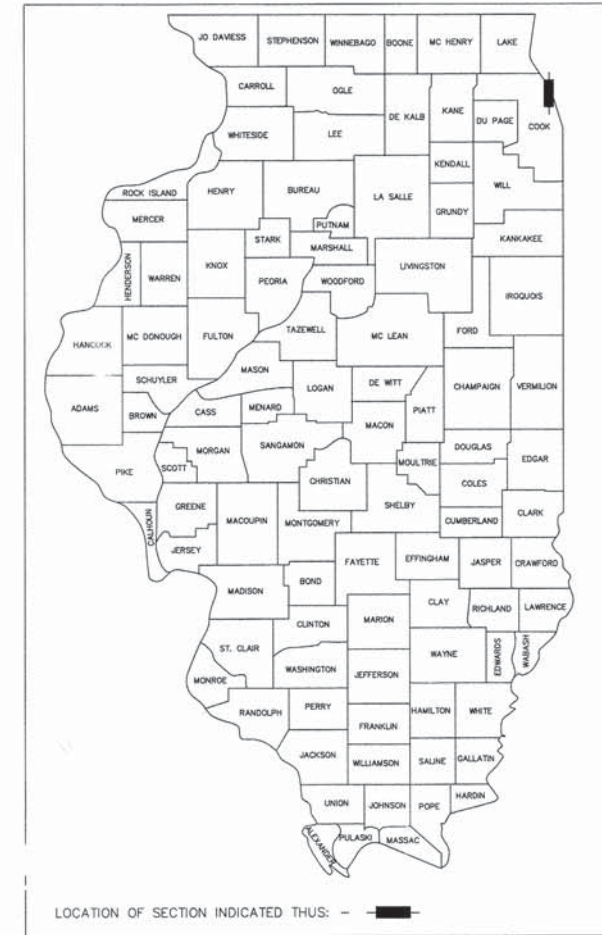 JO DAVIESS STEPHENSON WINNEBAGO BOONE MC HENRY LAKE
CARROLL OGLE
DE KALB KANE DU PAGE COOK
WHITESIDE LEE
KENDALL WILL
ROCK ISLAND HENRY BUREAU LA SALLE GRUNDY
MERCER PUTNAM
STARK MARSHALL KANKAKEE
HENDERSON WARREN KNOX PEORIA WOODFORD LIVINGSTON IROQUOIS
HANCOCK MC DONOUGH FULTON TAZEWELL MC LEAN FORD
MASON
SCHUYLER LOGAN DE WITT CHAMPAIGN VERMILION
ADAMS BROWN CASS MENARD MACON PIATT
MORGAN SANGAMON DOUGLAS EDGAR
PIKE SCOTT CHRISTIAN MOULTRIE COLES
GREENE MACOUPIN MONTGOMERY SHELBY CUMBERLAND CLARK
CALHOUN JERSEY
FAYETTE EFFINGHAM JASPER CRAWFORD
MADISON BOND CLAY RICHLAND LAWRENCE
CLINTON MARION
ST. CLAIR WAYNE EDWARDS WABASH
MONROE WASHINGTON JEFFERSON
RANDOLPH PERRY HAMILTON WHITE
FRANKLIN
JACKSON WILLIAMSON SALINE GALLATIN
UNION JOHNSON POPE HARDIN
ALEXANDER PULASKI MASSAC
LOCATION OF SECTION INDICATED THUS: -